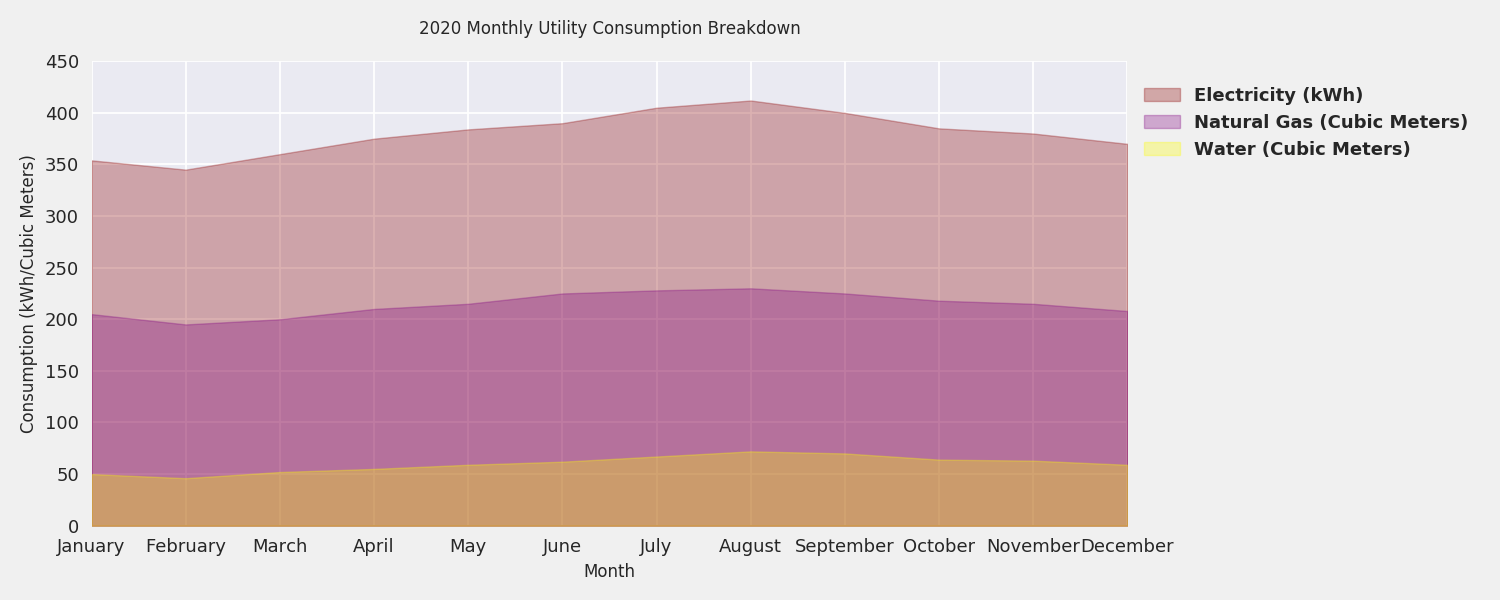 2020 Monthly Utility Consumption Breakdown
Consumption (kWh/Cubic Meters)
450
400
350
300
250
200
150
100
50
0
January February March April May June July August September October November December
Month
Electricity (kWh)
Natural Gas (Cubic Meters)
Water (Cubic Meters)